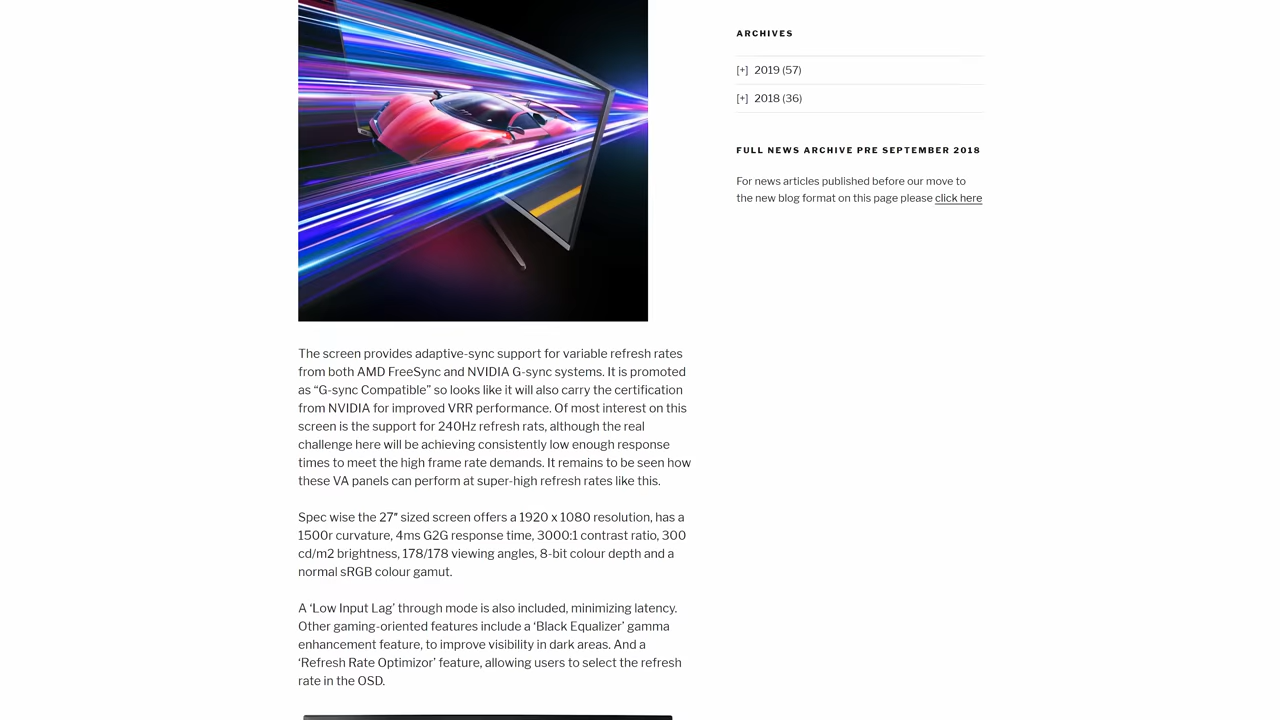 The screen provides adaptive-sync support for variable refresh rates
from both AMD FreeSync and NVIDIA G-sync systems. It is promoted
as “G-sync Compatible” so looks like it will also carry the certification
from NVIDIA for improved VRR performance. Of most interest on this
screen is the support for 240Hz refresh rats, although the real
challenge here will be achieving consistently low enough response
times to meet the high frame rate demands. It remains to be seen how
these VA panels can perform at super-high refresh rates like this.
Spec wise the 27″ sized screen offers a 1920 x 1080 resolution, has a
1500r curvature, 4ms G2G response time, 3000:1 contrast ratio, 300
cd/m2 brightness, 178/178 viewing angles, 8-bit colour depth and a
normal sRGB colour gamut.
A ‘Low Input Lag’ through mode is also included, minimizing latency.
Other gaming-oriented features include a ‘Black Equalizer’ gamma
enhancement feature, to improve visibility in dark areas. And a
‘Refresh Rate Optimizor’ feature, allowing users to select the refresh
rate in the OSD.
ARCHIVES
[+] 2019 (57)
[+] 2018 (36)
FULL NEWS ARCHIVE PRE SEPTEMBER 2018
For news articles published before our move to
the new blog format on this page please click here